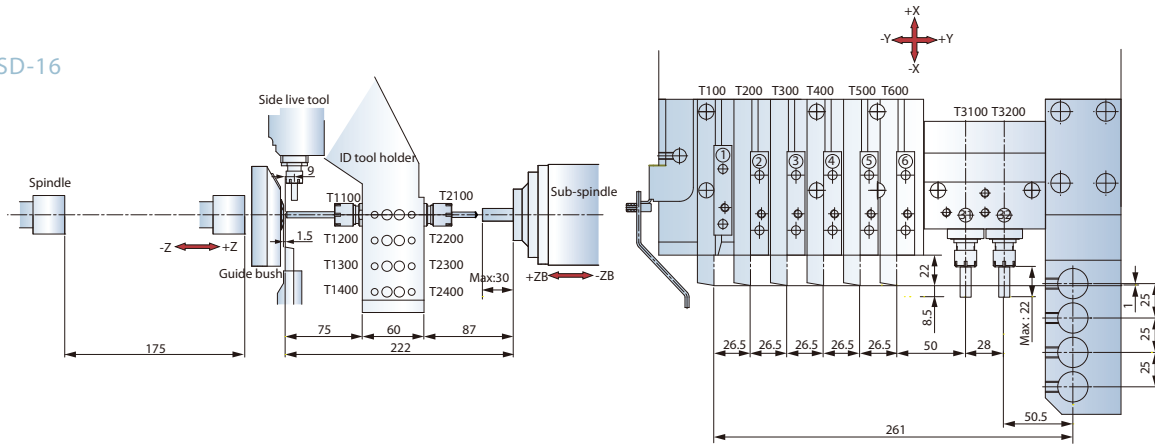 SD-16
Side live tool
9
ID tool holder
Spindle
T1100
T2100
Sub-spindle
-Z
+Z
1.5
T1200
T2200
Guide bush
T1300
T2300
Max:30
+ZB
-ZB
T1400
T2400
75
60
87
175
222
+X
-Y
+Y
-X
T100
T200
T300
T400
T500
T600
T3100
T3200
1
2
3
4
5
6
31
32
22
8.5
Max : 22
1
25
25
25
26.5
26.5
26.5
26.5
26.5
50
28
50.5
261